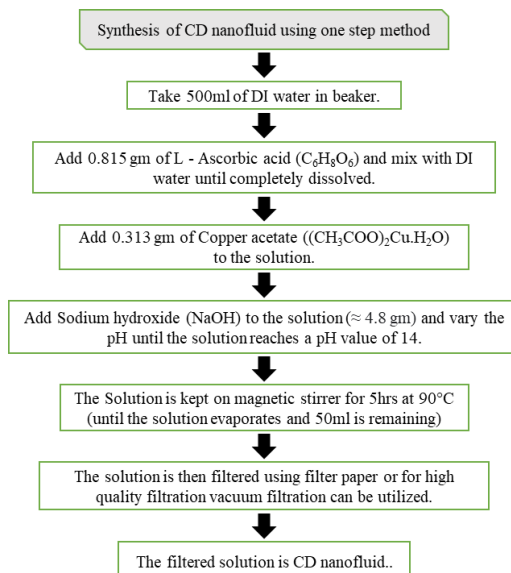 Synthesis of CD nanofluid using one step method
Take 500ml of DI water in beaker.
Add 0.815 gm of L - Ascorbic acid (C₆H₈O₆) and mix with DI
water until completely dissolved.
Add 0.313 gm of Copper acetate ((CH₃COO)₂Cu.H₂O)
to the solution.
Add Sodium hydroxide (NaOH) to the solution (≈ 4.8 gm) and vary the
pH until the solution reaches a pH value of 14.
The Solution is kept on magnetic stirrer for 5hrs at 90°C
(until the solution evaporates and 50ml is remaining)
The solution is then filtered using filter paper or for high
quality filtration vacuum filtration can be utilized.
The filtered solution is CD nanofluid..